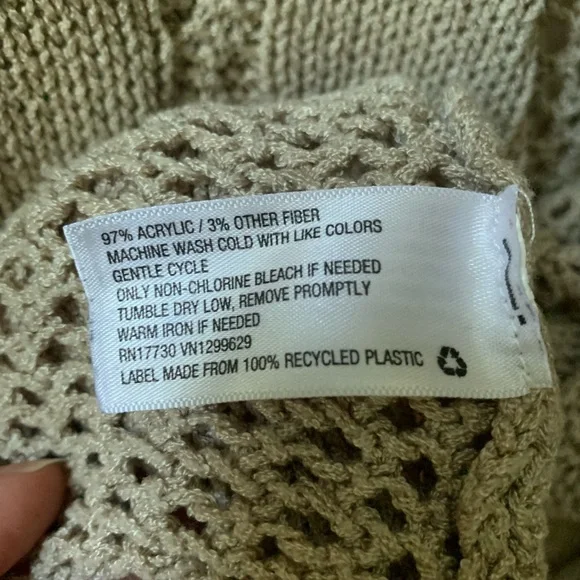 97% ACRYLIC / 3% OTHER FIBER
MACHINE WASH COLD WITH LIKE COLORS
GENTLE CYCLE
ONLY NON-CHLORINE BLEACH IF NEEDED
TUMBLE DRY LOW, REMOVE PROMPTLY
WARM IRON IF NEEDED
RN17730 VN1299629
LABEL MADE FROM 100% RECYCLED PLASTIC